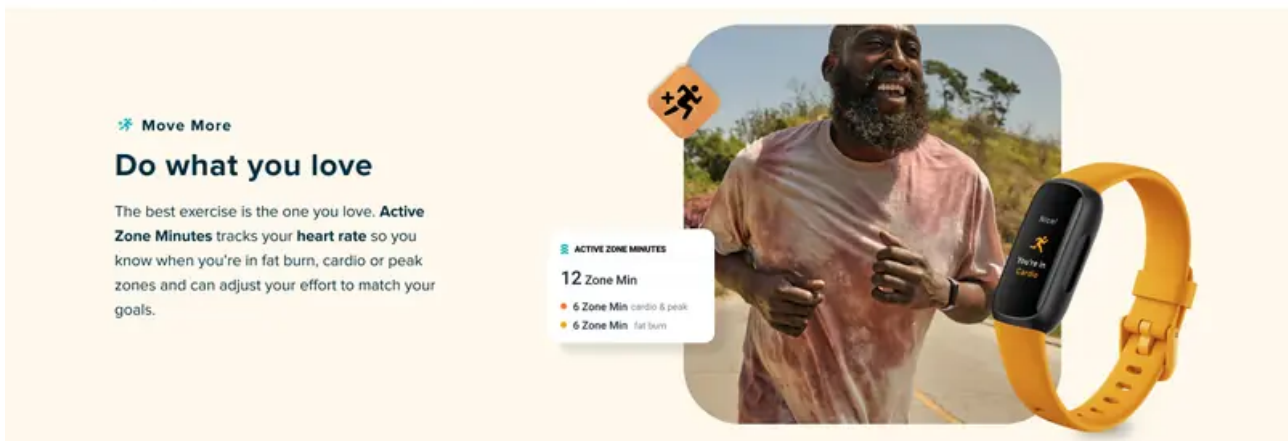 Move More
Do what you love
The best exercise is the one you love. Active
Zone Minutes tracks your heart rate so you
know when you're in fat burn, cardio or peak
zones and can adjust your effort to match your
goals.
ACTIVE ZONE MINUTES
12 Zone Min
6 Zone Min cardio & peak
6 Zone Min fat burn
Nice!
You're in
Cardio